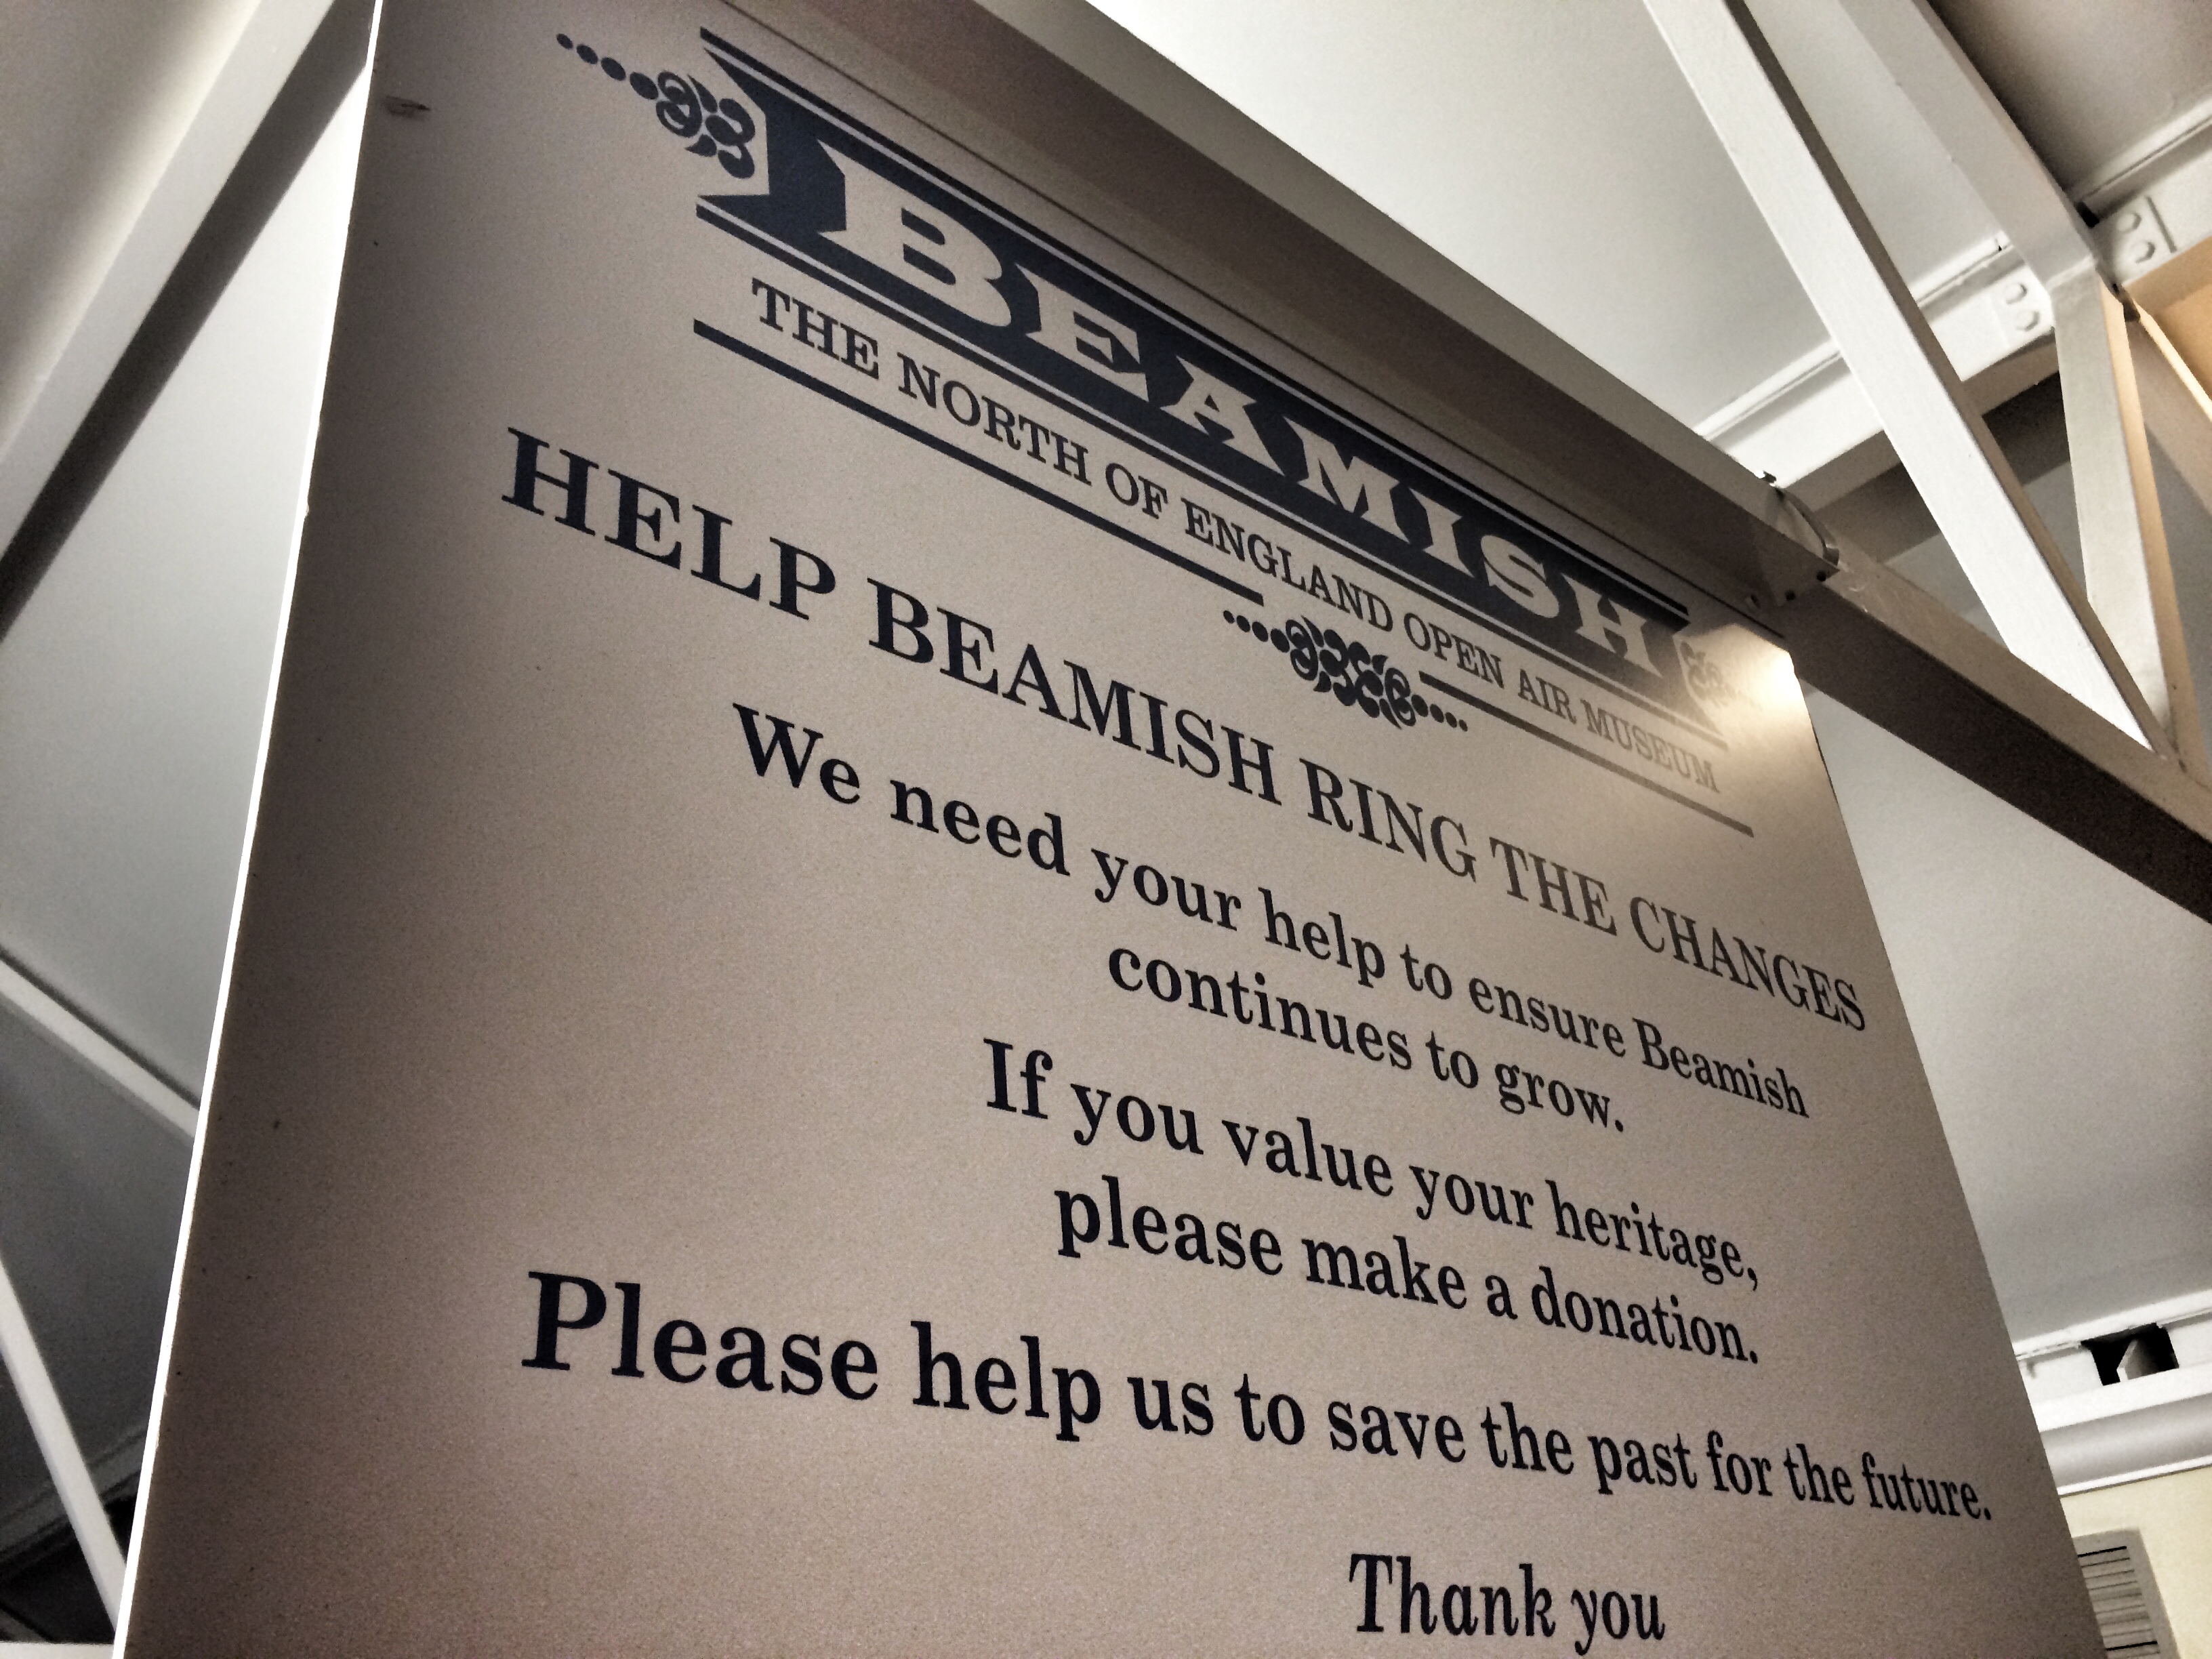 BEAMISH
THE NORTH OF ENGLAND OPEN AIR MUSEUM
HELP BEAMISH RING THE CHANGES
We need your help to ensure Beamish
continues to grow.
If you value your heritage,
please make a donation.
Please help us to save the past for the future.
Thank you